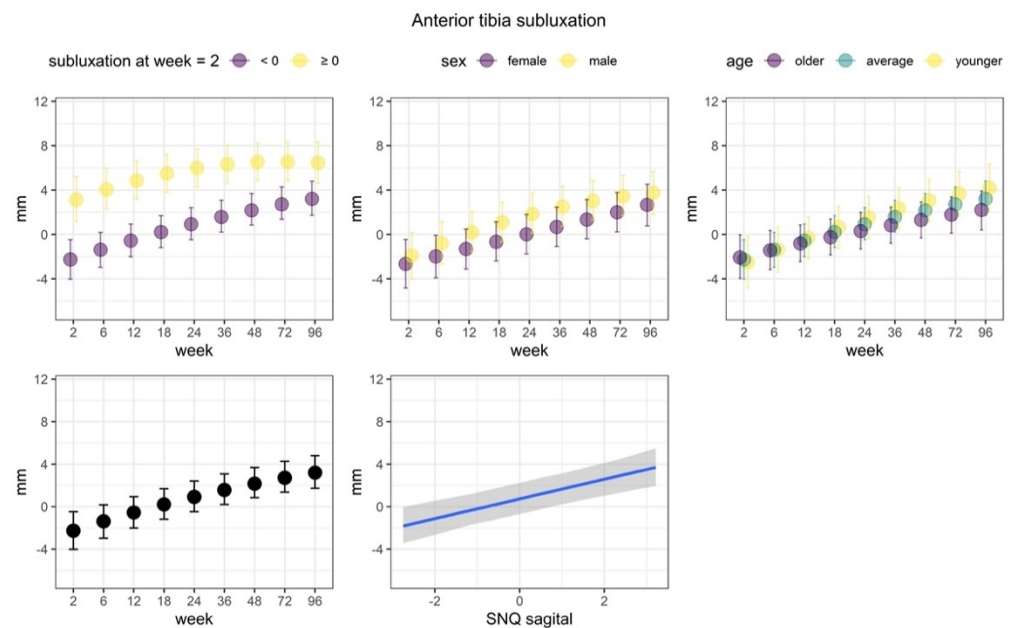 Anterior tibia subluxation
subluxation at week = 2 < 0 ≥ 0
sex female male
age older average younger
12
8
4
0
-4
mm
2 6 12 18 24 36 48 72 96
week
12
8
4
0
-4
mm
2 6 12 18 24 36 48 72 96
week
12
8
4
0
-4
mm
2 6 12 18 24 36 48 72 96
week
12
8
4
0
-4
mm
2 6 12 18 24 36 48 72 96
week
12
8
4
0
-4
mm
-2 0 2
SNQ sagital